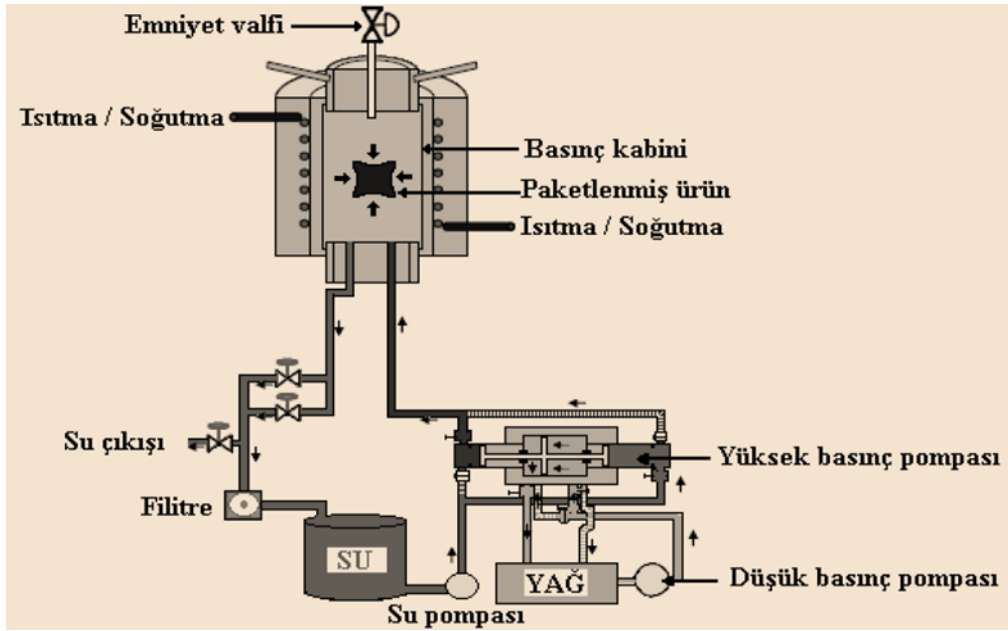 Emniyet valfi
Isıtma / Soğutma
Basınç kabini
Paketlenmiş ürün
Isıtma / Soğutma
Su çıkışı
Yüksek basınç pompası
Filitre
SU
YAĞ
Düşük basınç pompası
Su pompası